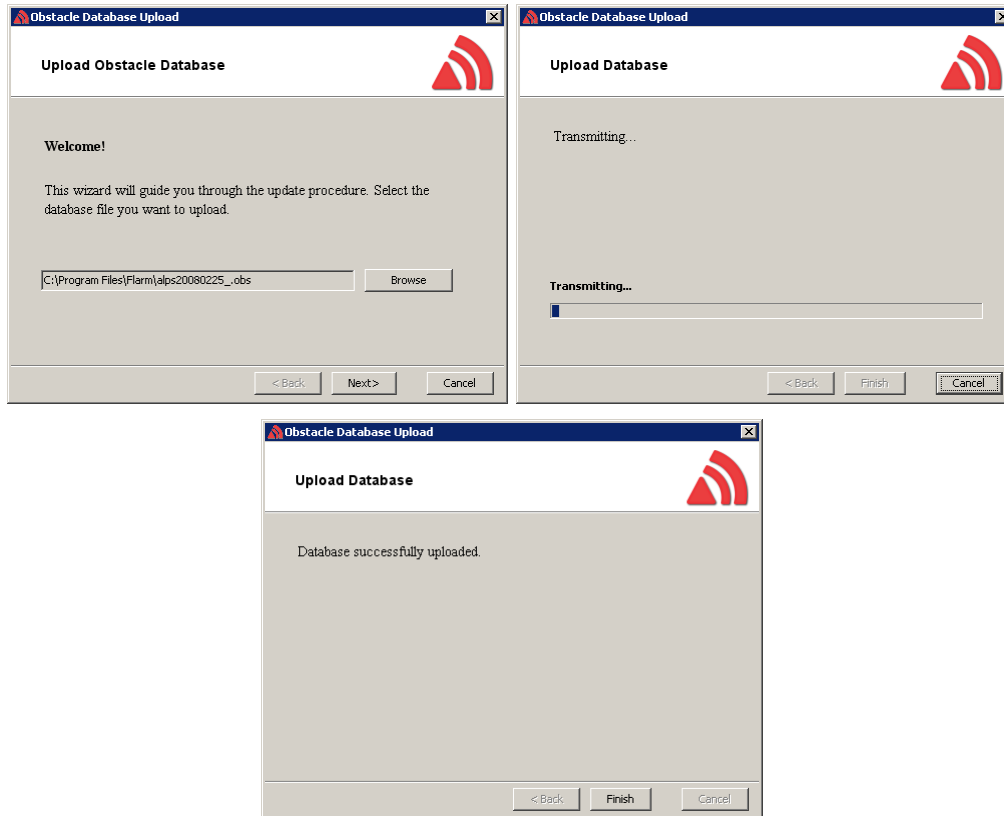 Obstacle Database Upload
Upload Obstacle Database
Welcome!
This wizard will guide you through the update procedure. Select the
database file you want to upload.
C:\Program Files\Flarm\alps20080225_.obs
Browse
< Back
Next>
Cancel
Obstacle Database Upload
Upload Database
Transmitting...
Transmitting...
< Back
Finish
Cancel
Obstacle Database Upload
Upload Database
Database successfully uploaded.
< Back
Finish
Cancel